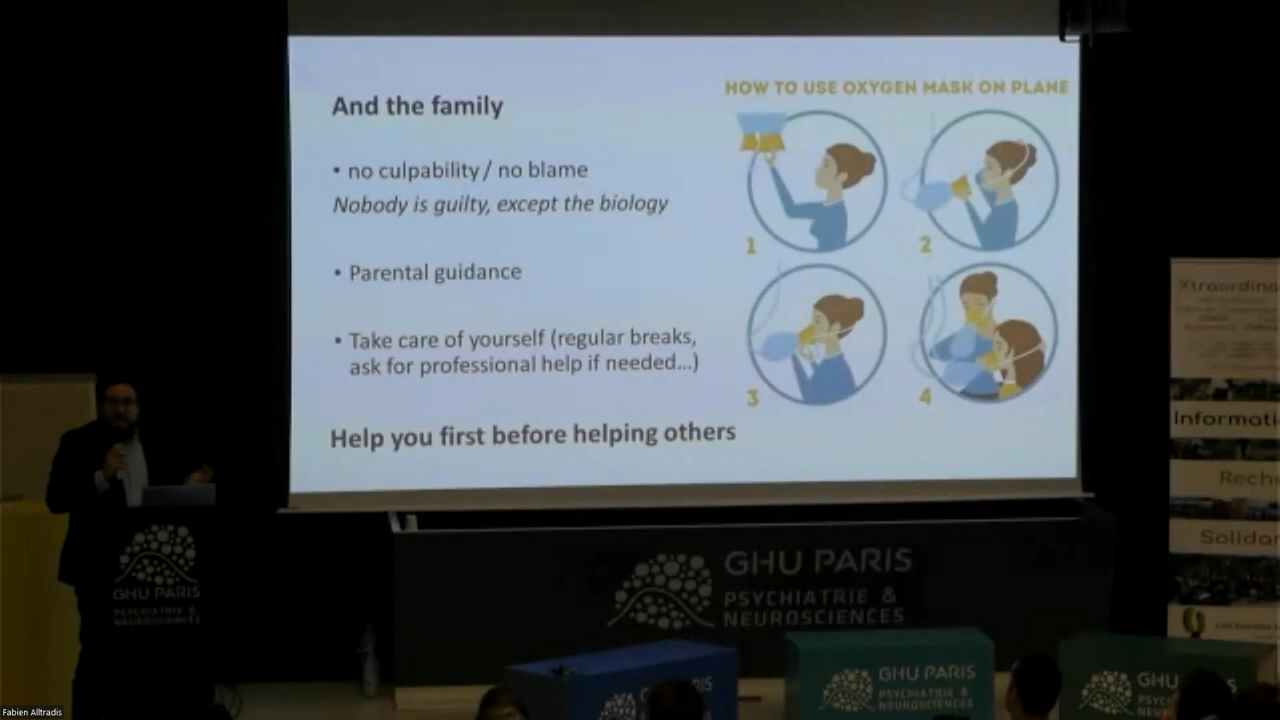 And the family
• no culpability / no blame
Nobody is guilty, except the biology
• Parental guidance
• Take care of yourself (regular breaks,
ask for professional help if needed...)
Help you first before helping others
HOW TO USE OXYGEN MASK ON PLANE
1
2
3
4
GHU PARIS
PSYCHIATRIE &
NEUROSCIENCES
GHU PARIS
PSYCHIATRIE &
NEUROSCIENCES
GHU PARIS
PSYCHIATRIE &
NEUROSCIENCES
GHU
Xtraordina
Informati
Rech
Solidar
Fabien Alltradis